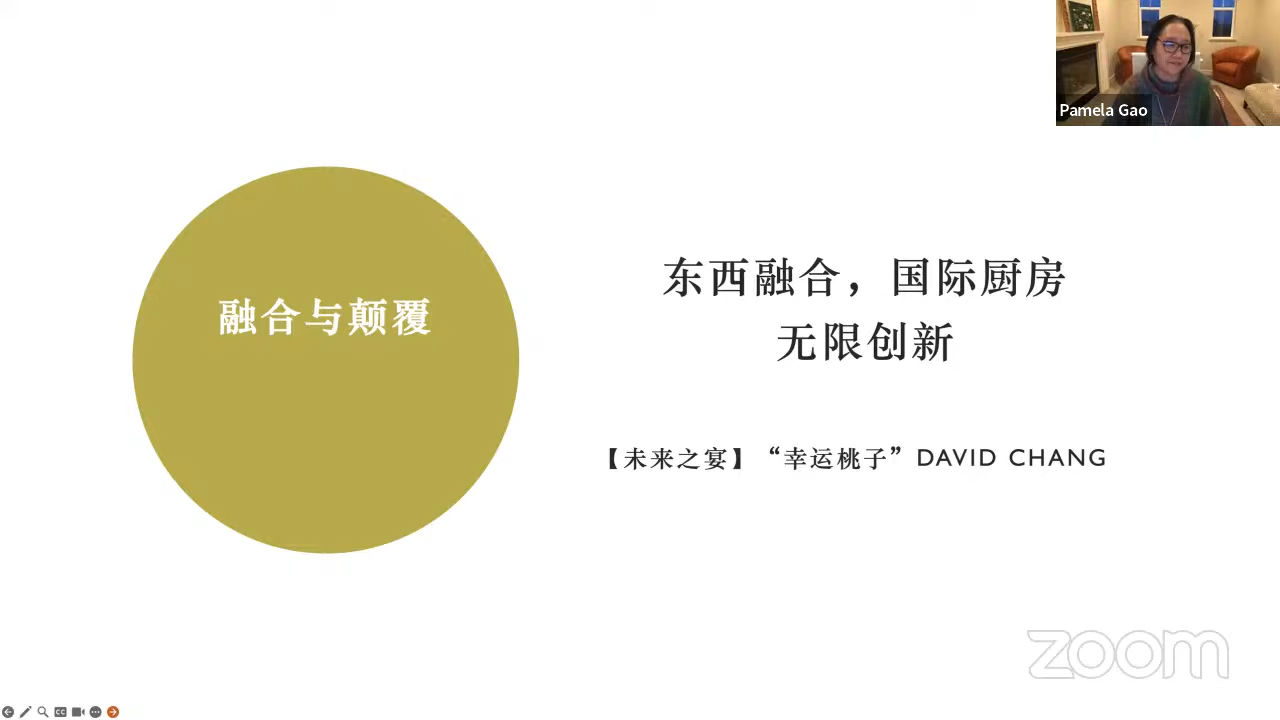 Pamela Gao
融合与颠覆
东西融合，国际厨房
无限创新
【未来之宴】“幸运桃子”DAVID CHANG
zoom
CC